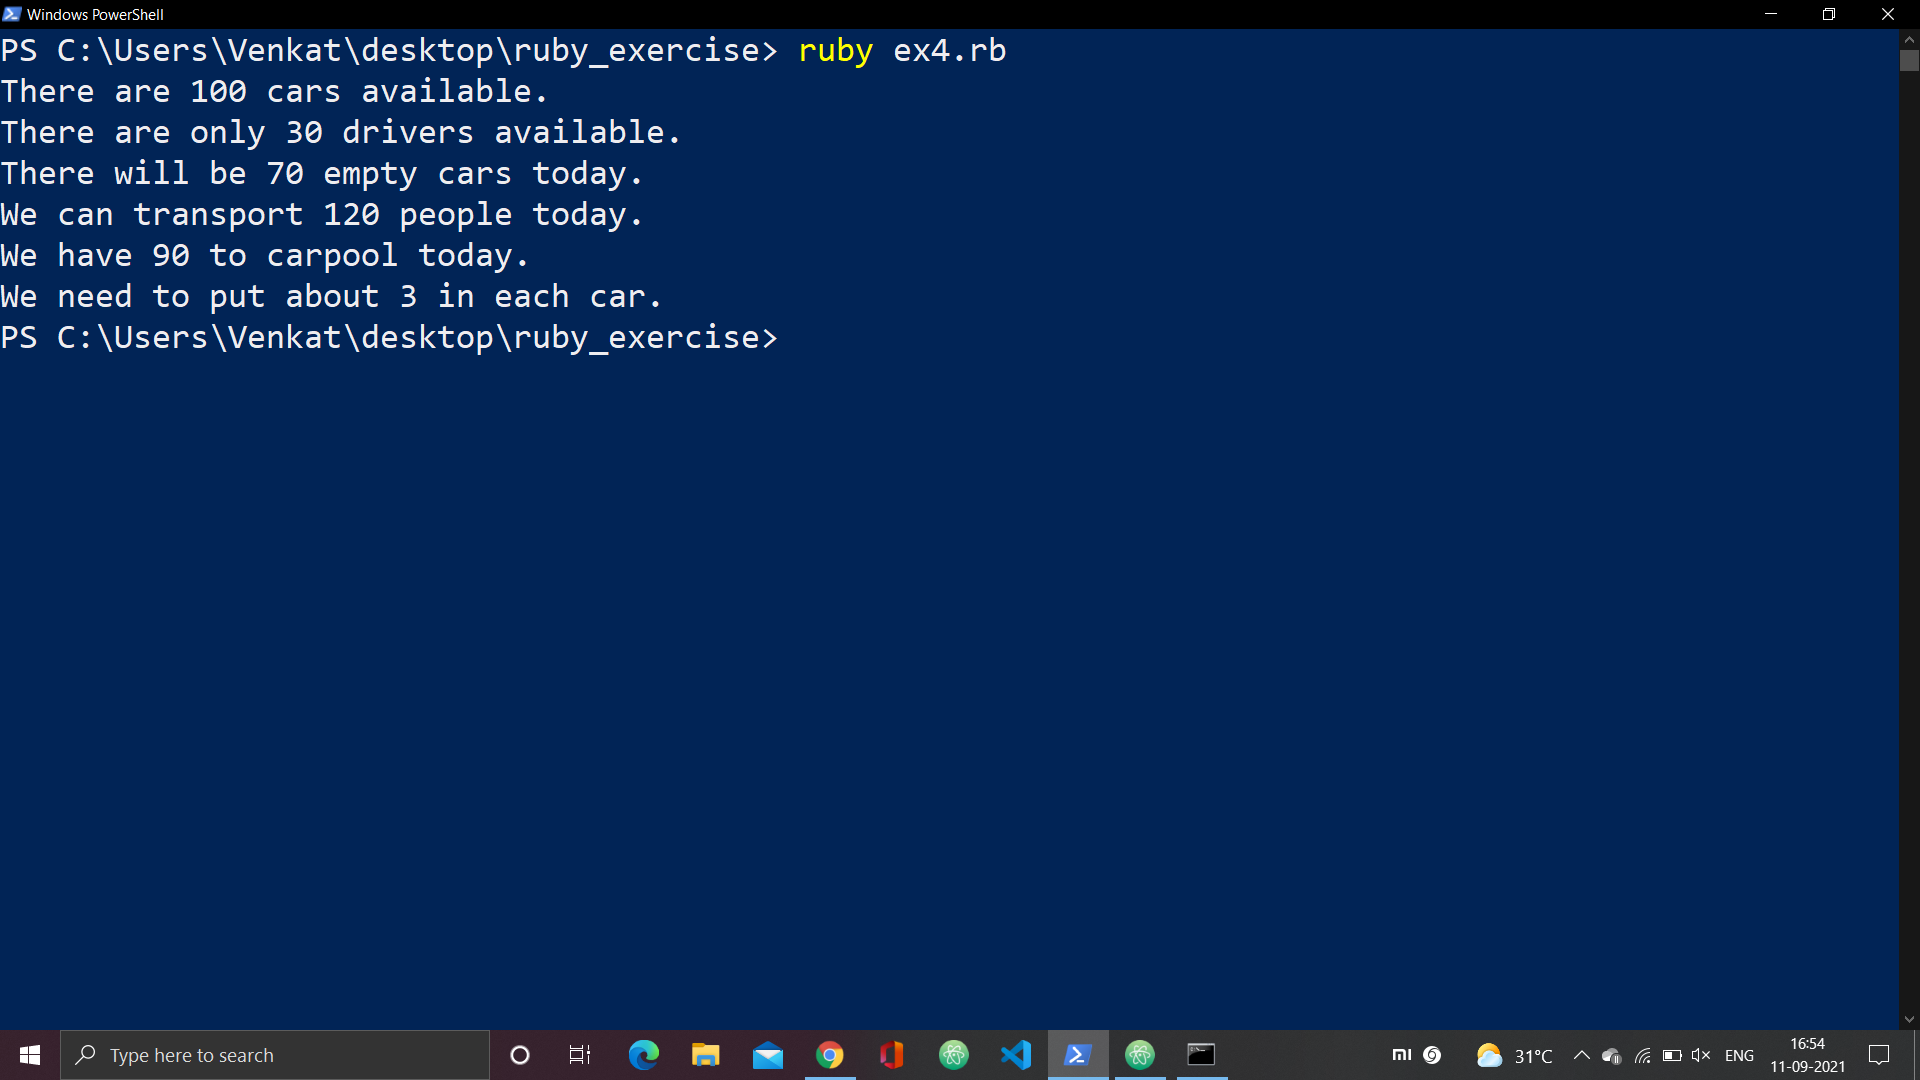 Windows PowerShell
PS C:\Users\Venkat\desktop\ruby_exercise> ruby ex4.rb
There are 100 cars available.
There are only 30 drivers available.
There will be 70 empty cars today.
We can transport 120 people today.
We have 90 to carpool today.
We need to put about 3 in each car.
PS C:\Users\Venkat\desktop\ruby_exercise>
Type here to search
31°C
ENG
16:54
11-09-2021